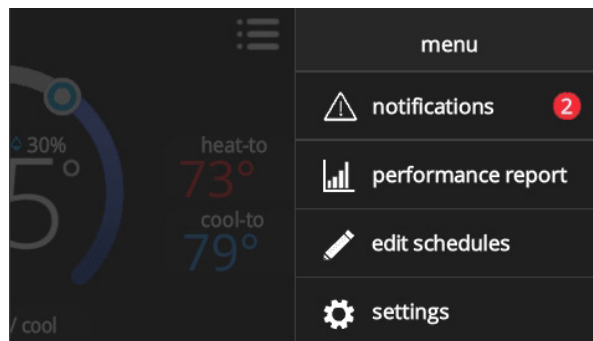 menu
notifications 2
performance report
edit schedules
settings
30%
5°
heat-to
73°
cool-to
79°
/ cool